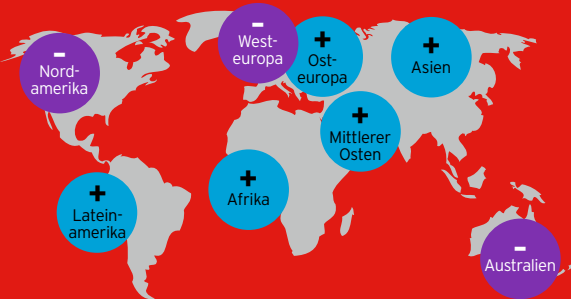 –
Nord-
amerika
–
West-
europa
+
Ost-
europa
+
Asien
+
Mittlerer
Osten
+
Latein-
amerika
+
Afrika
–
Australien